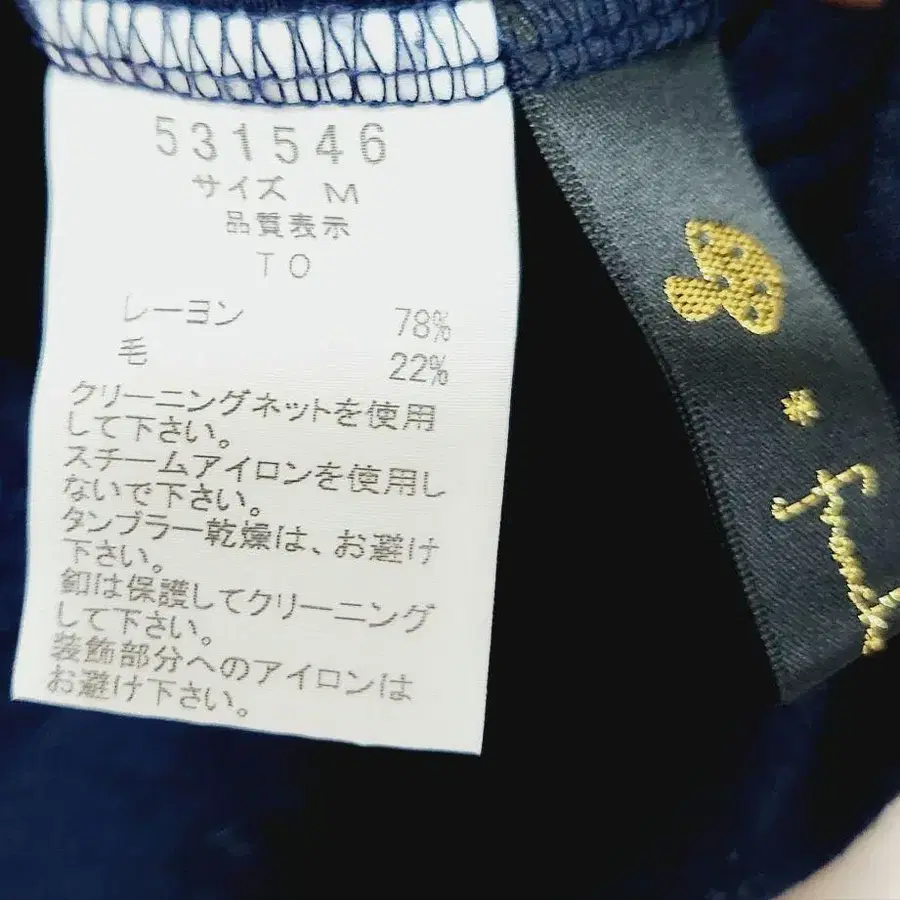 531546
サイズ M
品質表示
TO
レーヨン 78%
毛 22%
クリーニングネットを使用
して下さい。
スチームアイロンを使用し
ないで下さい。
タンブラー乾燥は、お避け
下さい。
釦は保護してクリーニング
して下さい。
装飾部分へのアイロンは
お避け下さい。